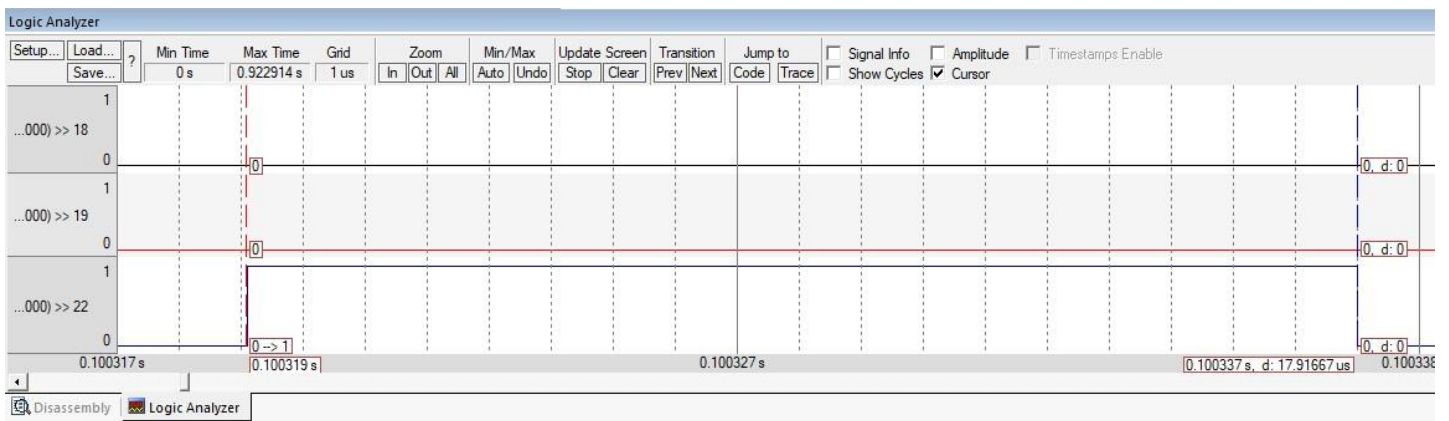 Logic Analyzer
Setup... Load... ? Min Time Max Time Grid Zoom Min/Max Update Screen Transition Jump to Signal Info Amplitude Timestamps Enable
Save... 0 s 0.922914 s 1 us In Out All Auto Undo Stop Clear Prev Next Code Trace Show Cycles Cursor
1
...000) >> 18
0 0 0, d: 0
1
...000) >> 19
0 0 0, d: 0
1
...000) >> 22
0 0 --> 1 0, d: 0
0.100317 s 0.100319 s 0.100327 s 0.100337 s, d: 17.91667 us 0.100338
Disassembly Logic Analyzer